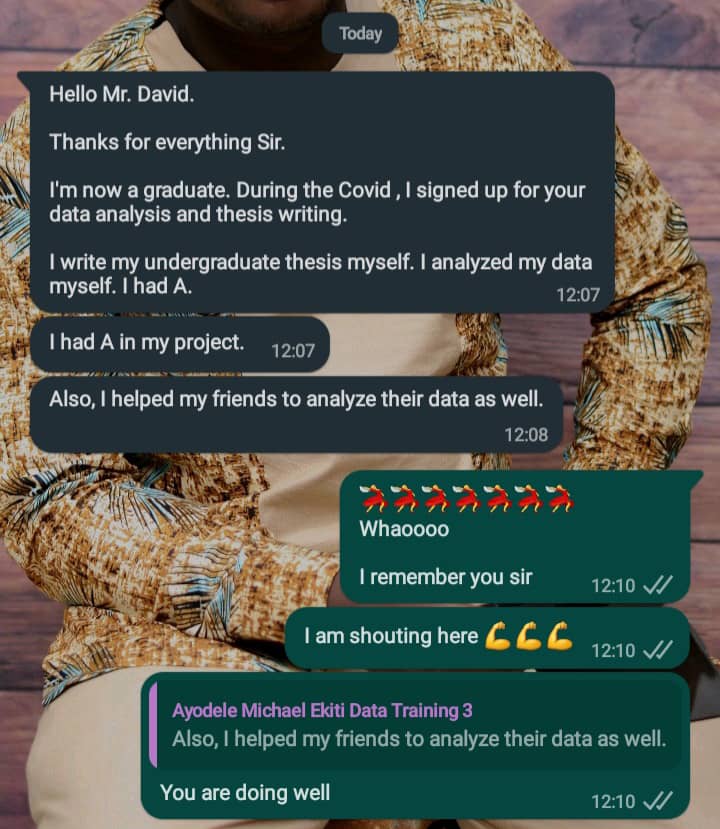 Today
Hello Mr. David.
Thanks for everything Sir.
I'm now a graduate. During the Covid , I signed up for your
data analysis and thesis writing.
I write my undergraduate thesis myself. I analyzed my data
myself. I had A.
12:07
I had A in my project.
12:07
Also, I helped my friends to analyze their data as well.
12:08
💃💃💃💃💃💃💃
Whaoooo
I remember you sir
12:10
I am shouting here 💪💪💪
12:10
Ayodele Michael Ekiti Data Training 3
Also, I helped my friends to analyze their data as well.
You are doing well
12:10